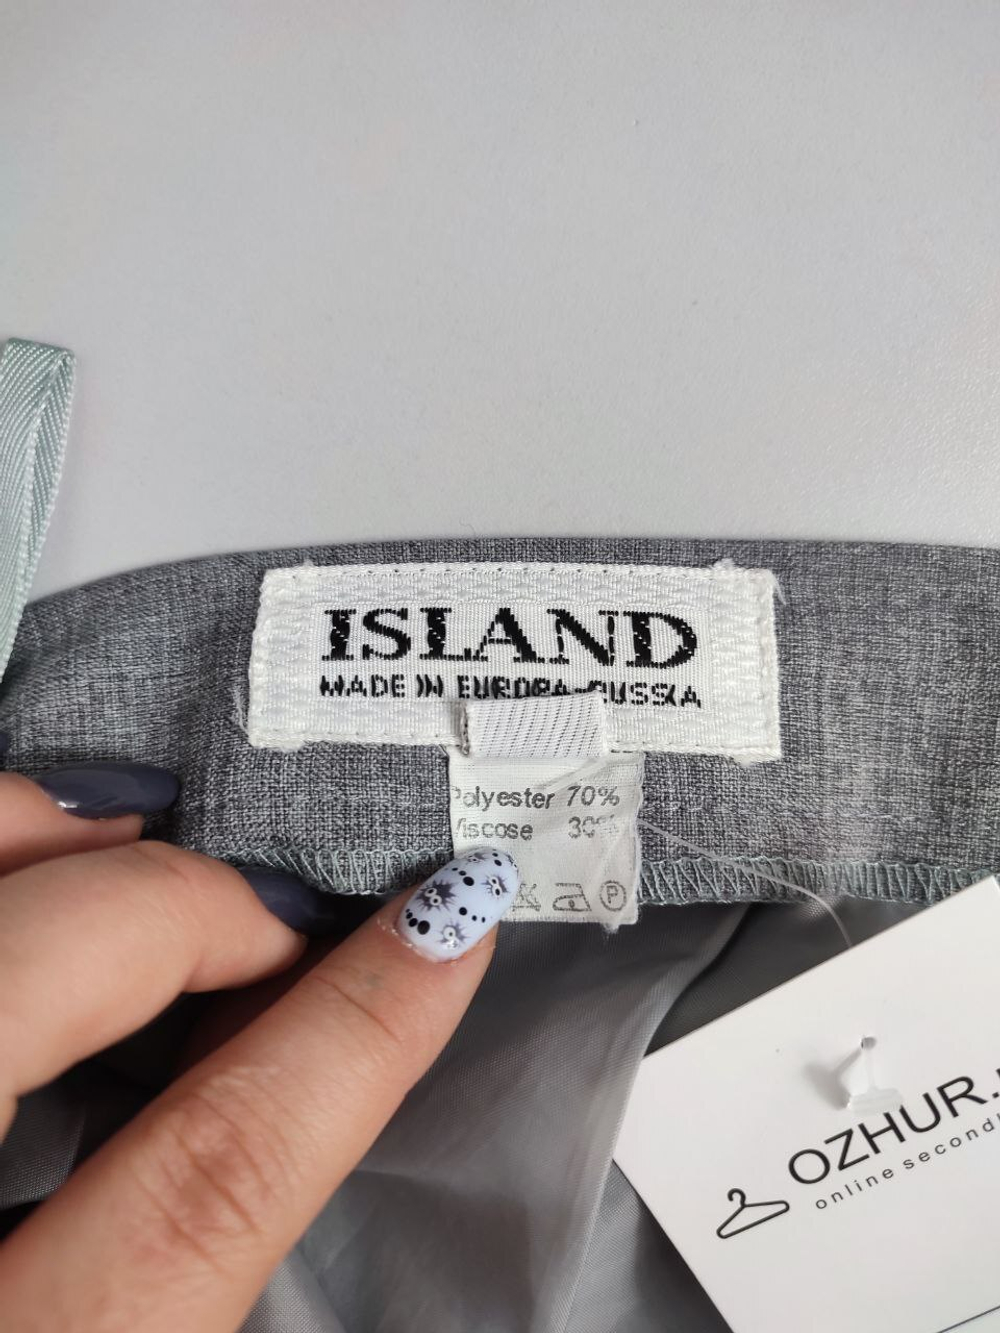 ISLAND
MADE IN EUROPA-RUSSIA
Polyester 70%
Viscose 30%
P
OZHUR.
online second